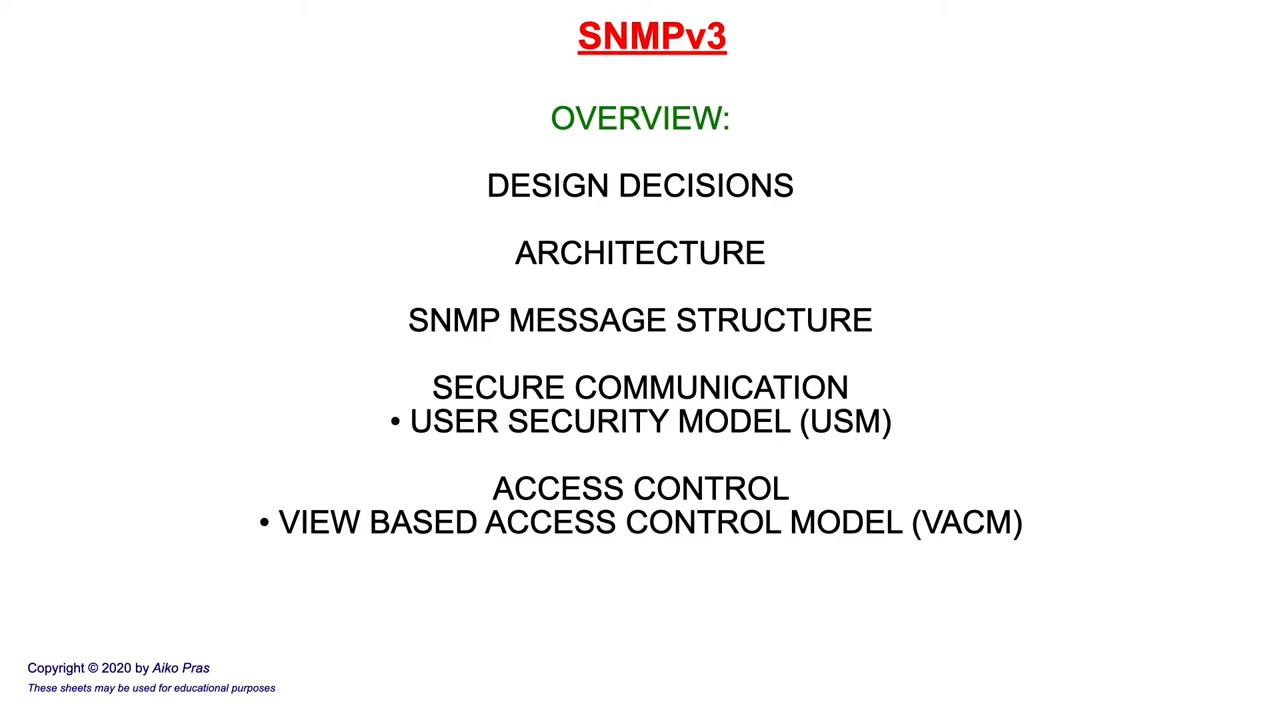 SNMPv3
OVERVIEW:
DESIGN DECISIONS
ARCHITECTURE
SNMP MESSAGE STRUCTURE
SECURE COMMUNICATION
• USER SECURITY MODEL (USM)
ACCESS CONTROL
• VIEW BASED ACCESS CONTROL MODEL (VACM)
Copyright © 2020 by Aiko Pras
These sheets may be used for educational purposes